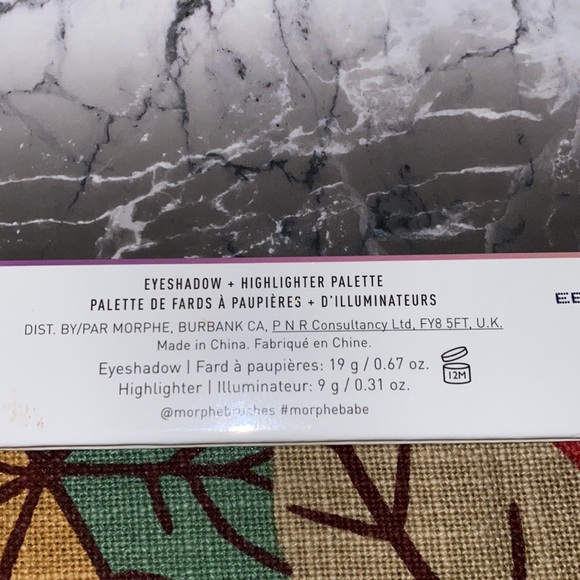 EYESHADOW + HIGHLIGHTER PALETTE
PALETTE DE FARDS À PAUPIÈRES + D'ILLUMINATEURS
DIST. BY/PAR MORPHE, BURBANK CA, P N R Consultancy Ltd, FY8 5FT, U.K.
Made in China. Fabriqué en Chine.
Eyeshadow | Fard à paupières: 19 g / 0.67 oz.
12M
Highlighter | Illuminateur: 9 g / 0.31 oz.
@morphebrushes #morphebabe